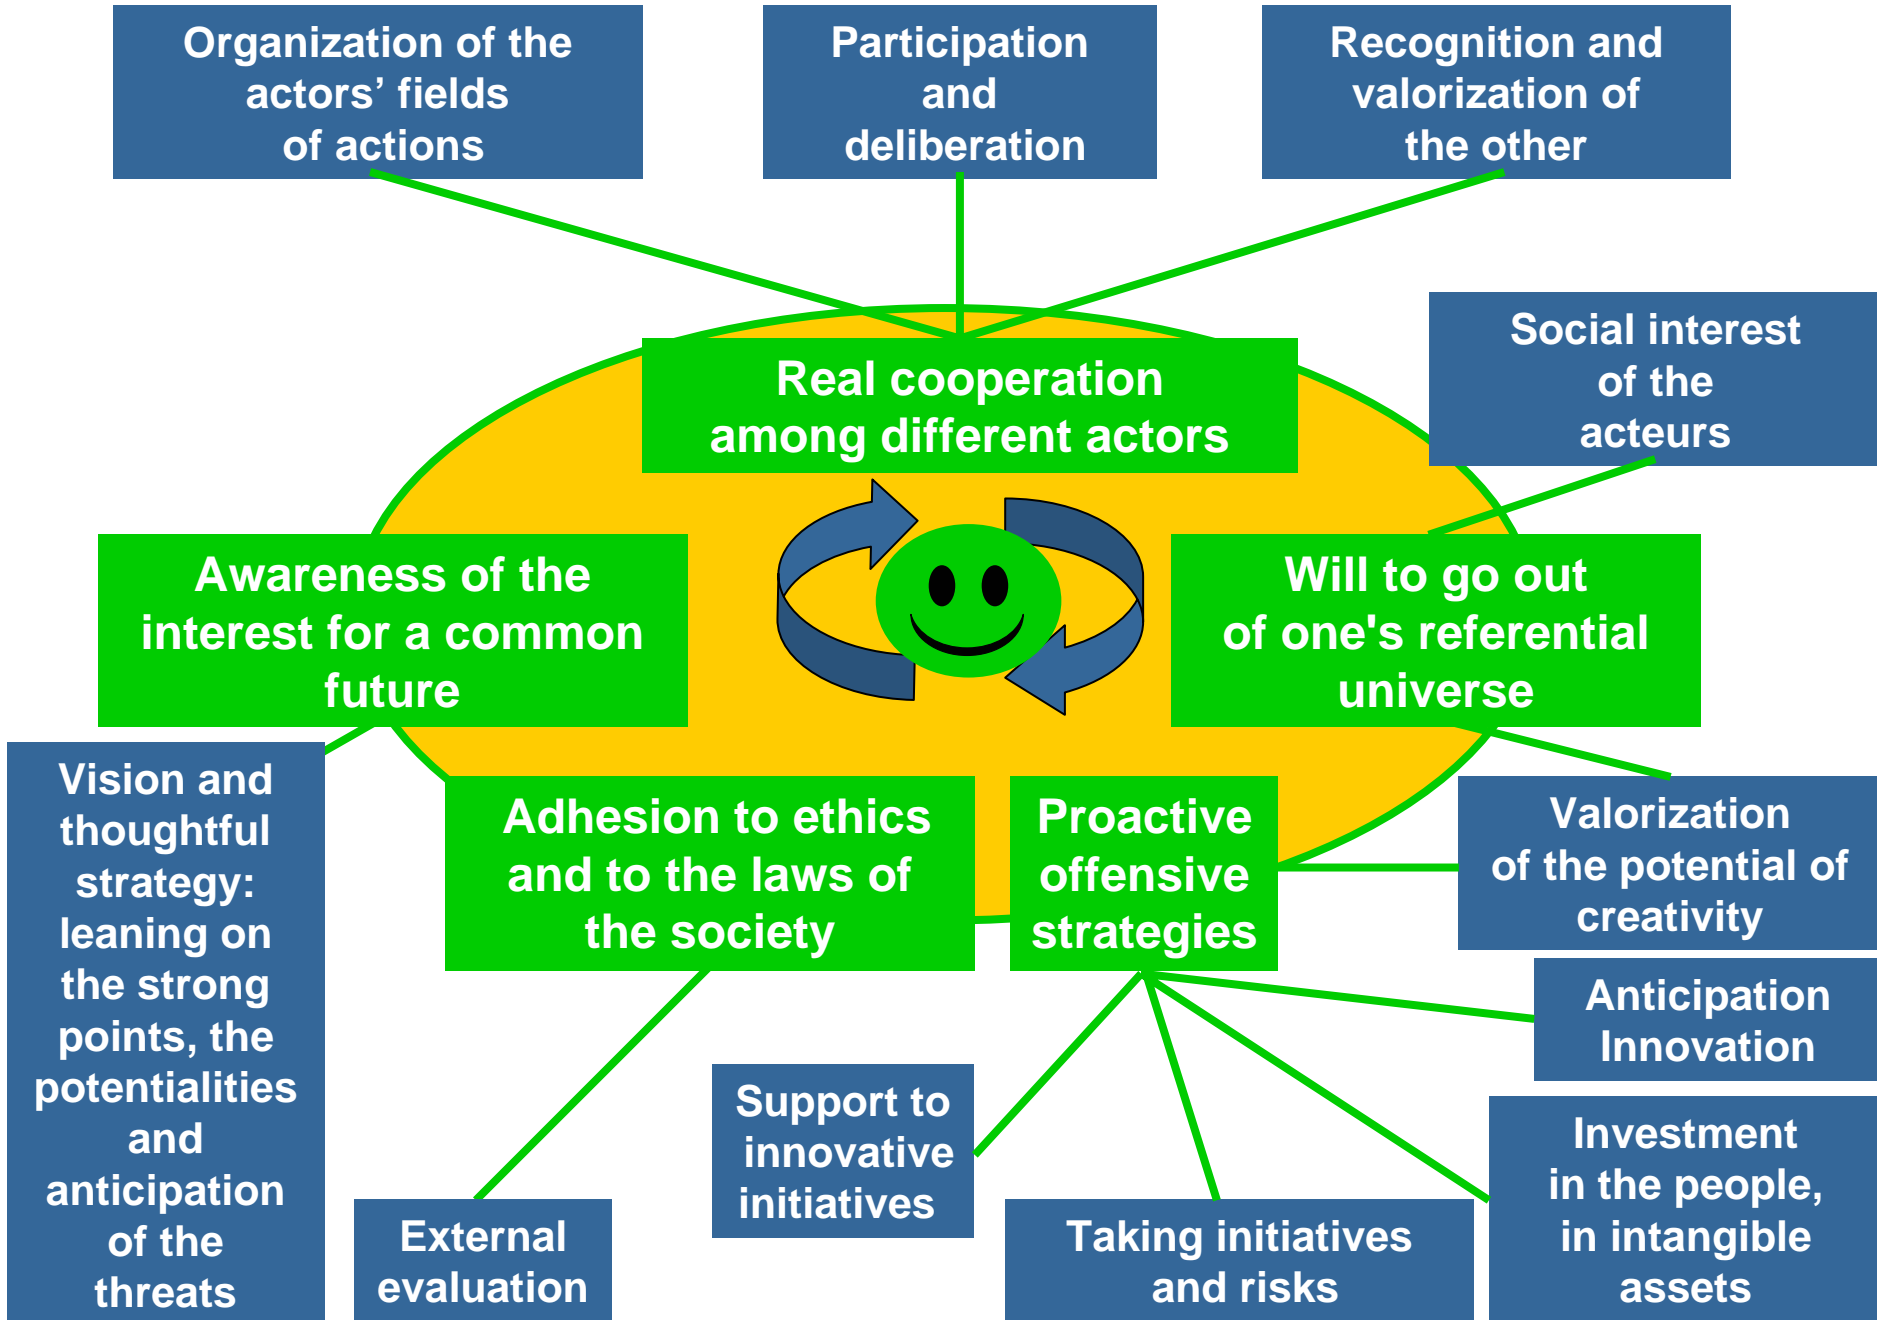 Organization of the
actors’ fields
of actions
Participation
and
deliberation
Recognition and
valorization of
the other
Social interest
of the
acteurs
Real cooperation
among different actors
Awareness of the
interest for a common
future
Will to go out
of one's referential
universe
Vision and
thoughtful
strategy:
leaning on
the strong
points, the
potentialities
and
anticipation
of the
threats
Adhesion to ethics
and to the laws of
the society
Proactive
offensive
strategies
Valorization
of the potential of
creativity
Anticipation
Innovation
Support to
innovative
initiatives
Investment
in the people,
in intangible
assets
External
evaluation
Taking initiatives
and risks